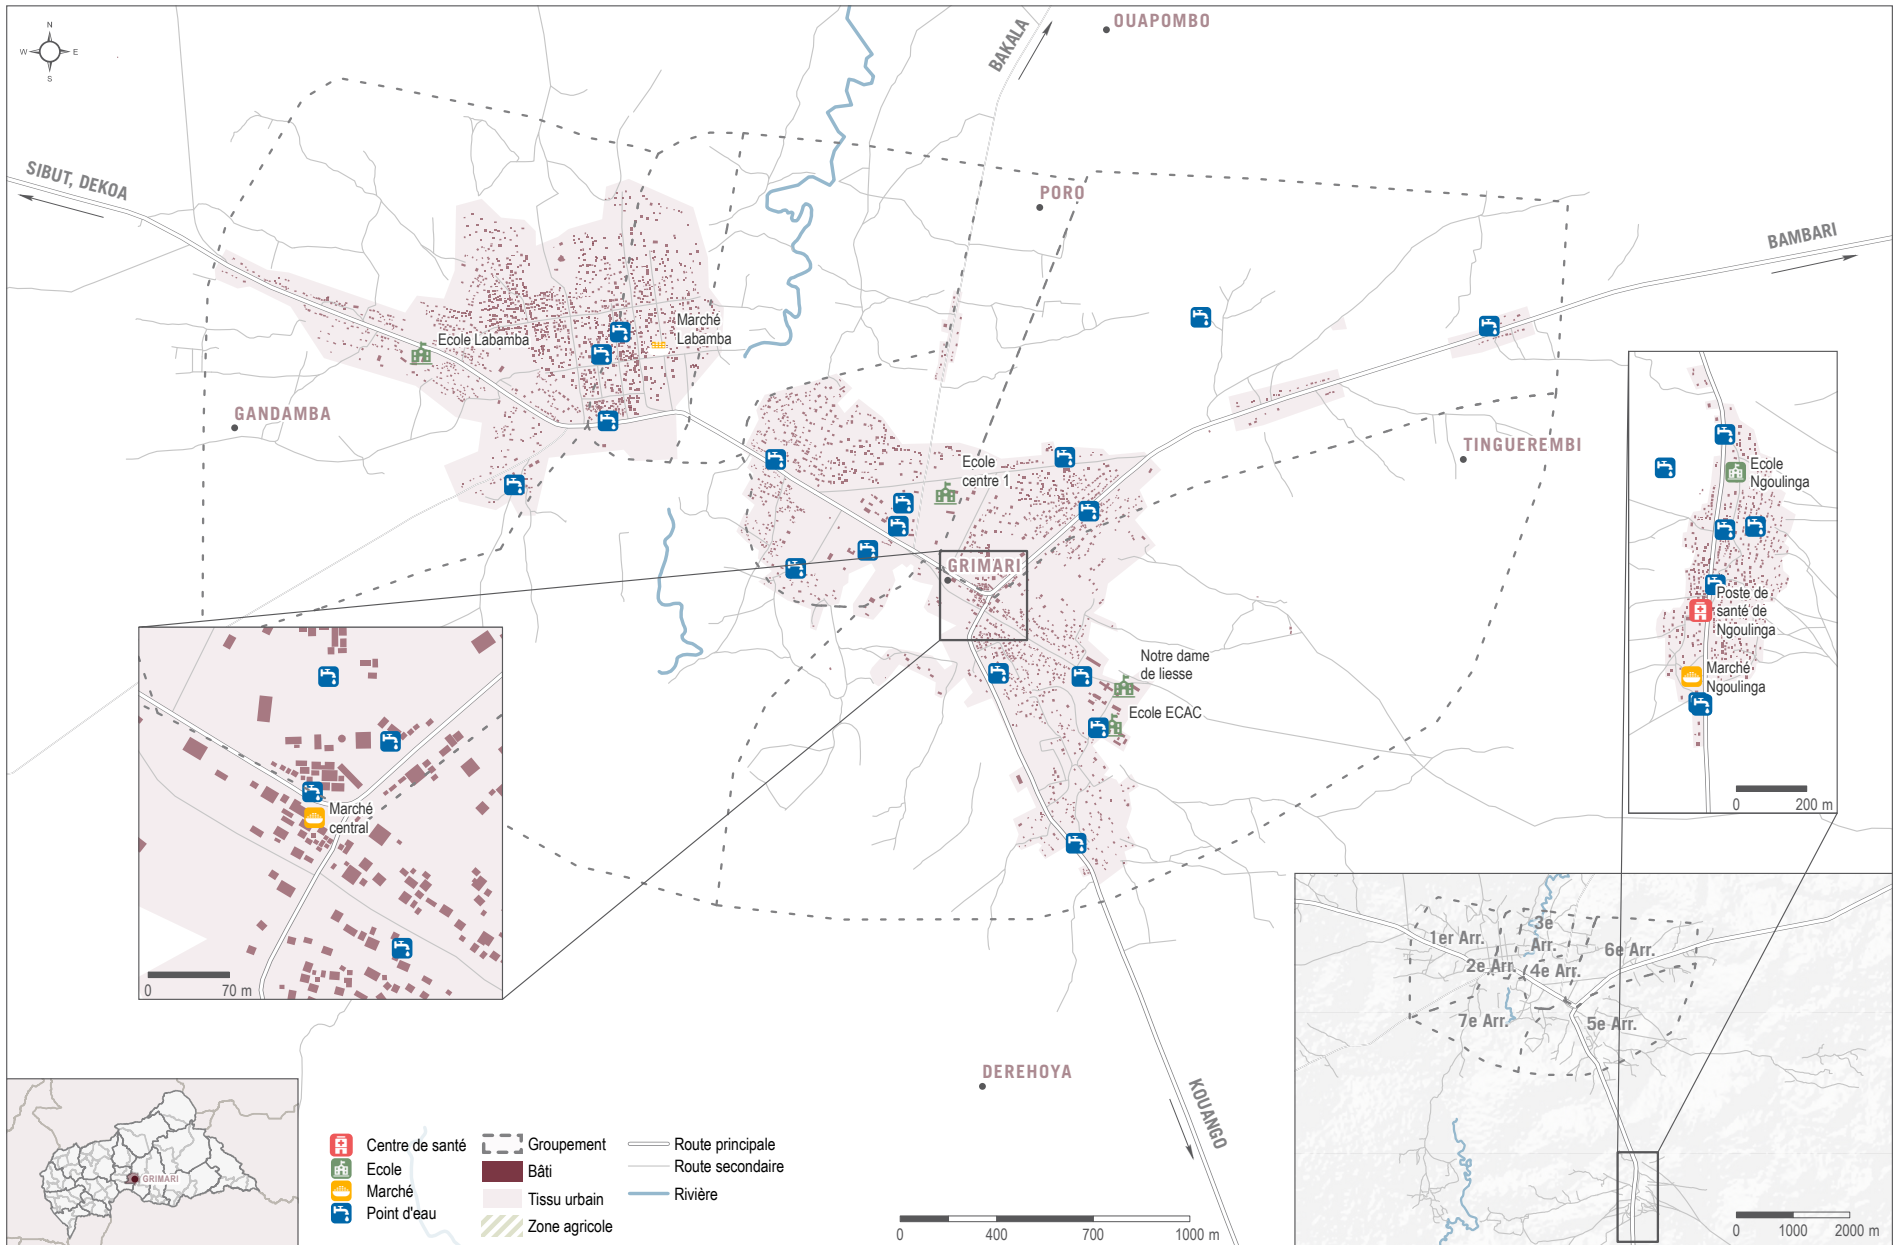 N
W E
S
SIBUT, DEKOA
BAKALA
OUAPOMBO
PORO
BAMBARI
Marché
Labamba
Ecole Labamba
GANDAMBA
TINGUEREMBI
Ecole
centre 1
GRIMARI
Notre dame
de liesse
Ecole ECAC
Ecole
Ngoulinga
Poste de
santé de
Ngoulinga
Marché
Ngoulinga
0 200 m
Marché
central
0 70 m
DEREHOYA
KOUANGO
1er Arr.
2e Arr.
3e
Arr.
4e Arr.
6e Arr.
7e Arr.
5e Arr.
0 1000 2000 m
GRIMARI
Centre de santé
Ecole
Marché
Point d'eau
Groupement
Bâti
Tissu urbain
Zone agricole
Route principale
Route secondaire
Rivière
0 400 700 1000 m